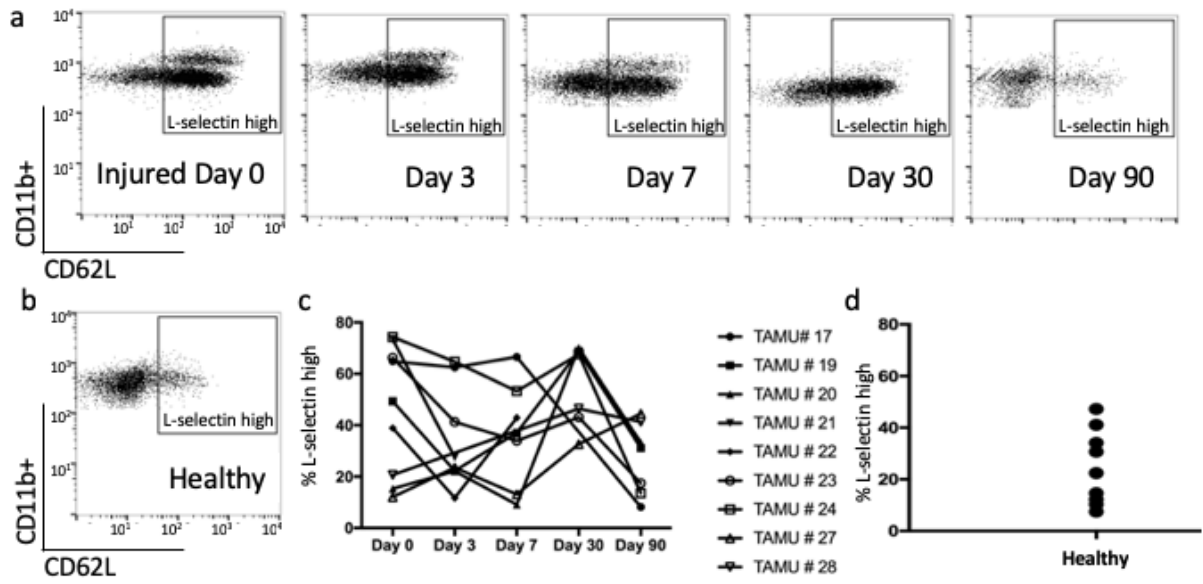 a
10⁴
10³
10²
10¹
CD11b+
L-selectin high
Injured Day 0
10¹ 10² 10³ 10⁴
CD62L
L-selectin high
Day 3
L-selectin high
Day 7
L-selectin high
Day 30
L-selectin high
Day 90
b
10⁴
10³
10²
10¹
CD11b+
L-selectin high
Healthy
10¹ 10² 10³ 10⁴
CD62L
c
% L-selectin high
80
60
40
20
0
Day 0 Day 3 Day 7 Day 30 Day 90
TAMU# 17
TAMU # 19
TAMU # 20
TAMU # 21
TAMU # 22
TAMU # 23
TAMU # 24
TAMU # 27
TAMU # 28
d
% L-selectin high
80
60
40
20
0
Healthy